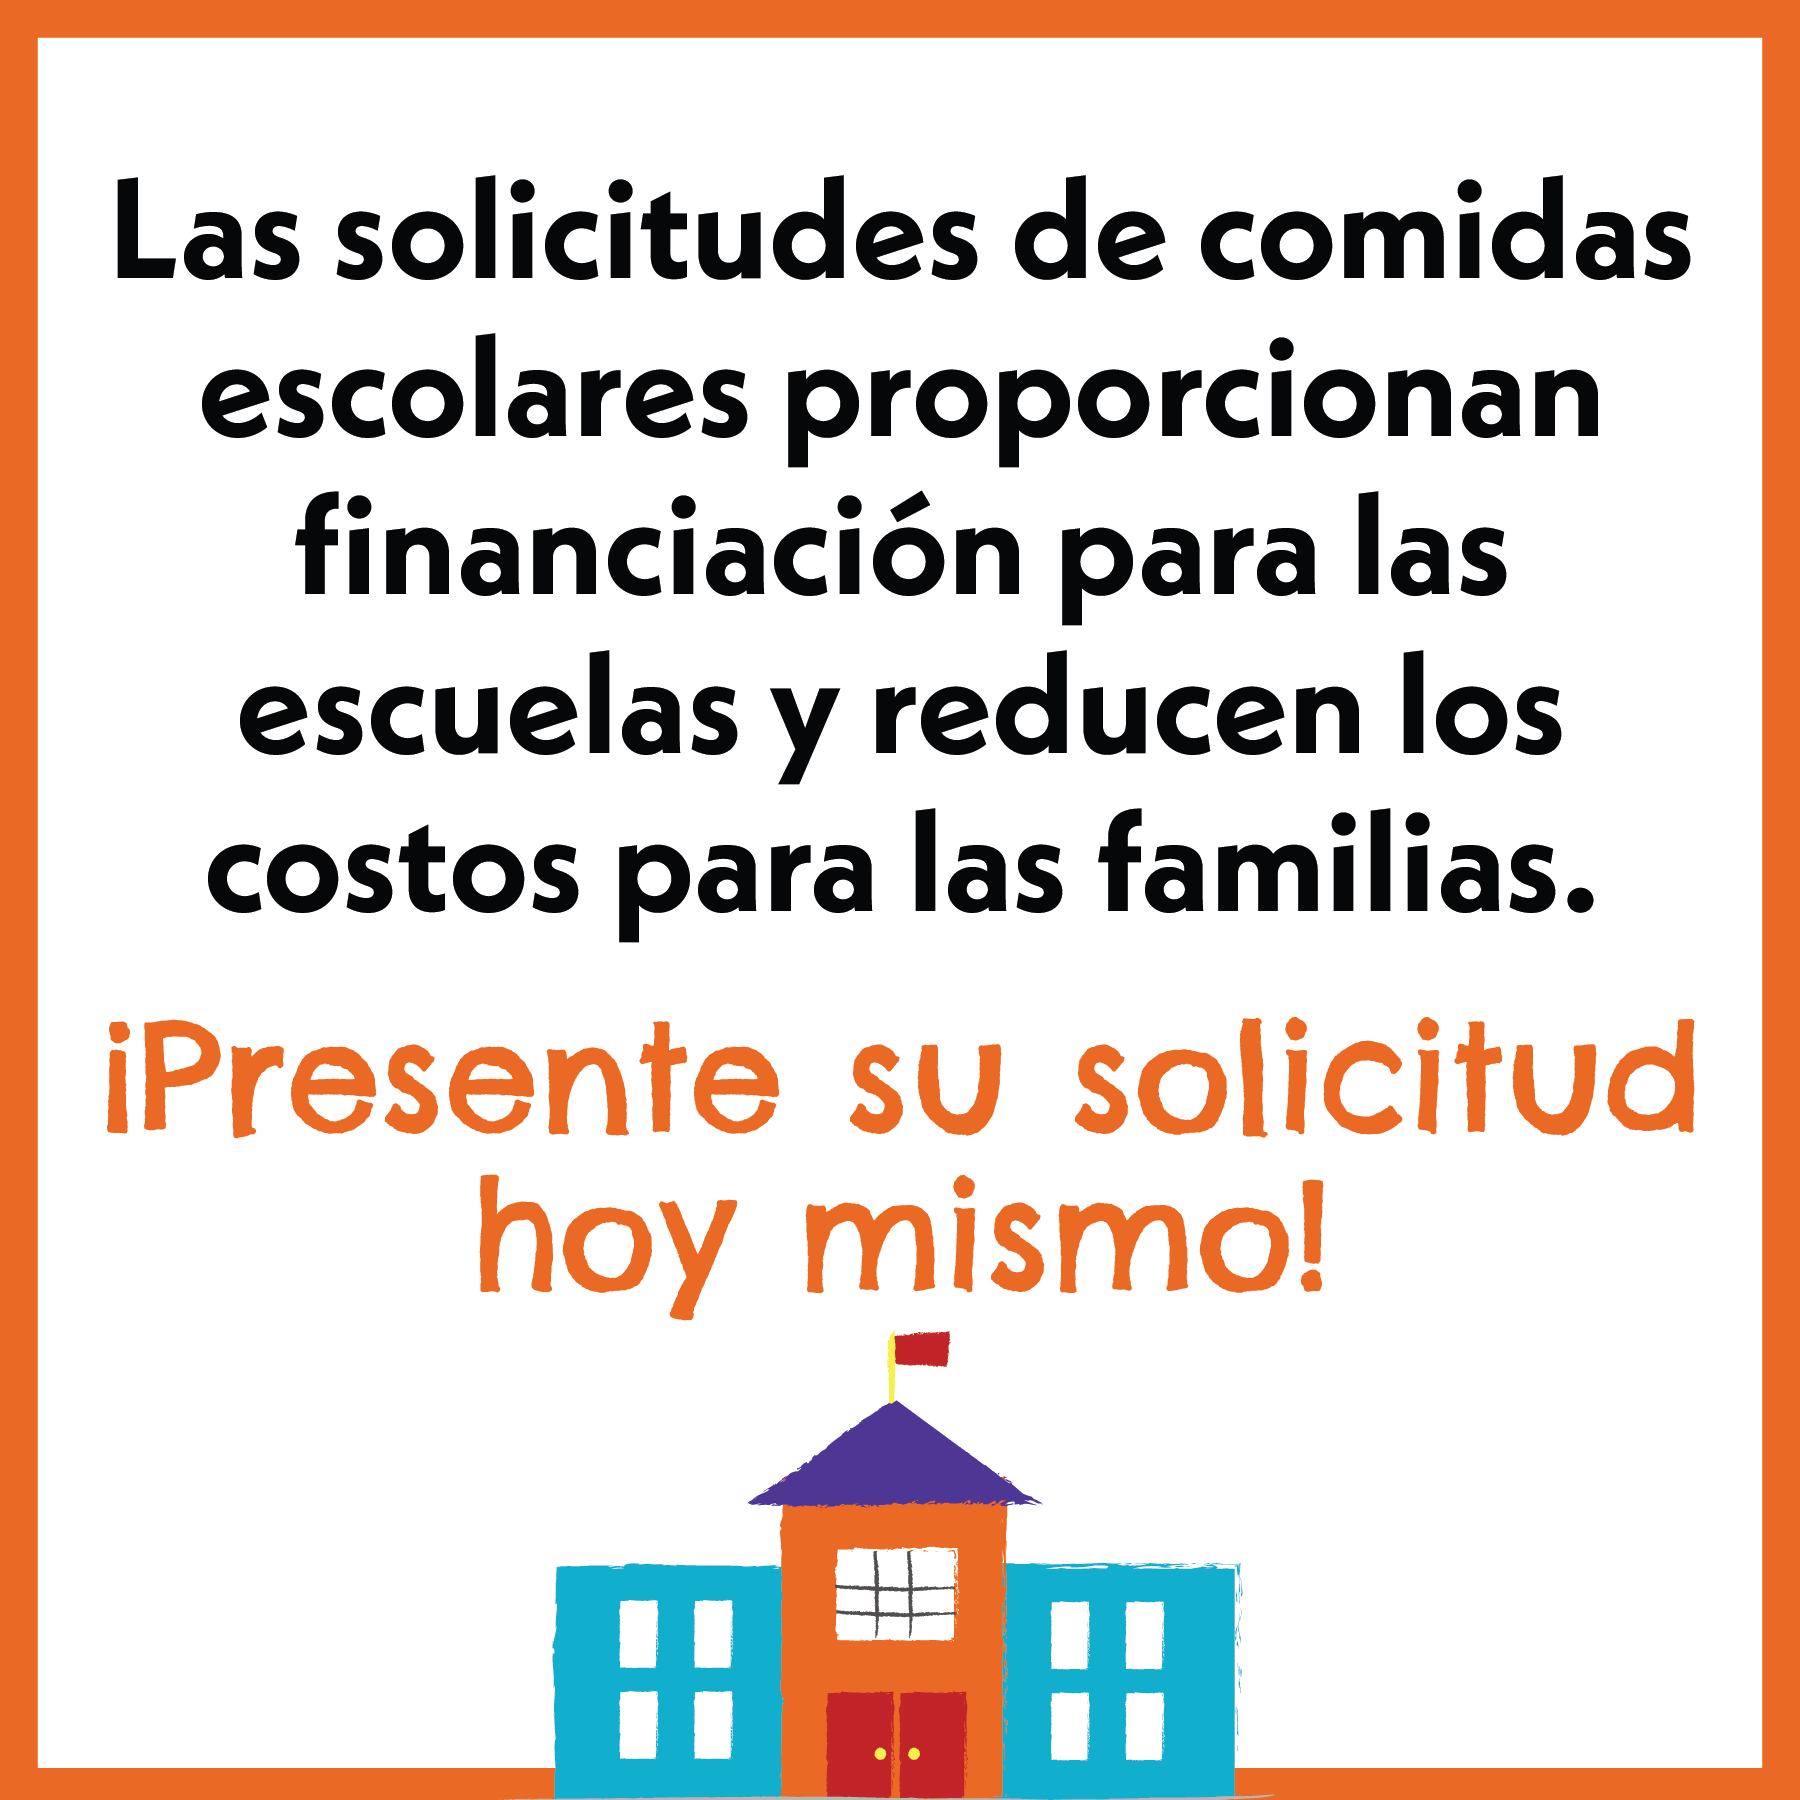 Las solicitudes de comidas
escolares proporcionan
financiación para las
escuelas y reducen los
costos para las familias.
¡Presente su solicitud
hoy mismo!